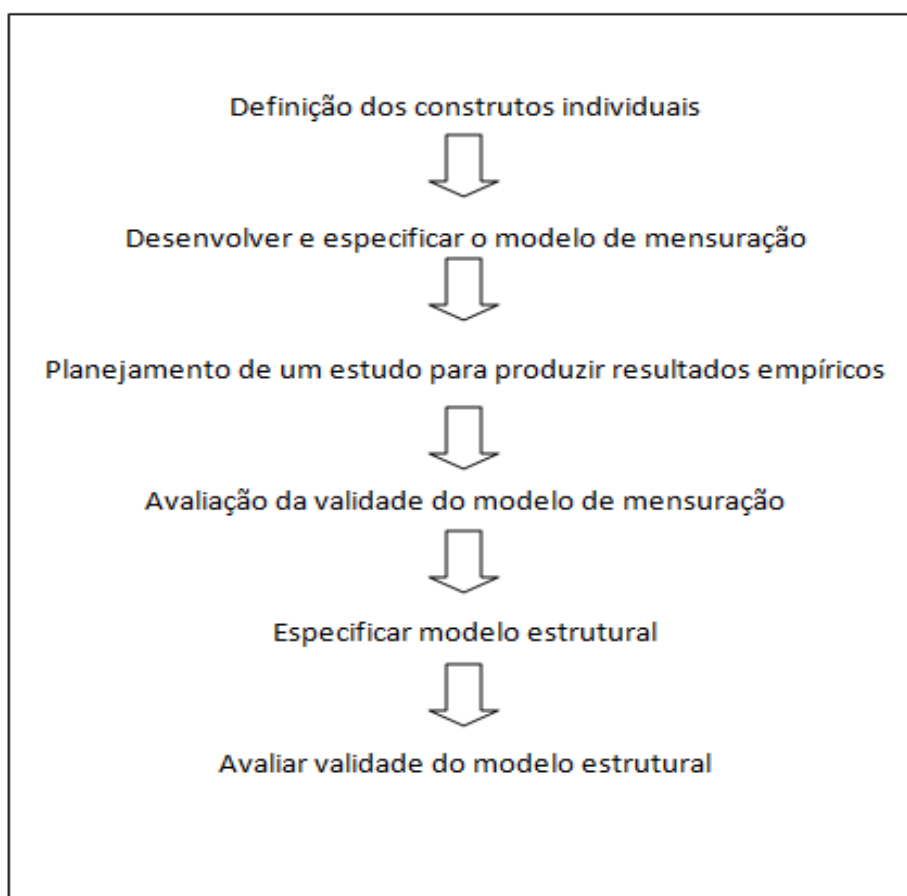 Definição dos construtos individuais
Desenvolver e especificar o modelo de mensuração
Planejamento de um estudo para produzir resultados empíricos
Avaliação da validade do modelo de mensuração
Especificar modelo estrutural
Avaliar validade do modelo estrutural